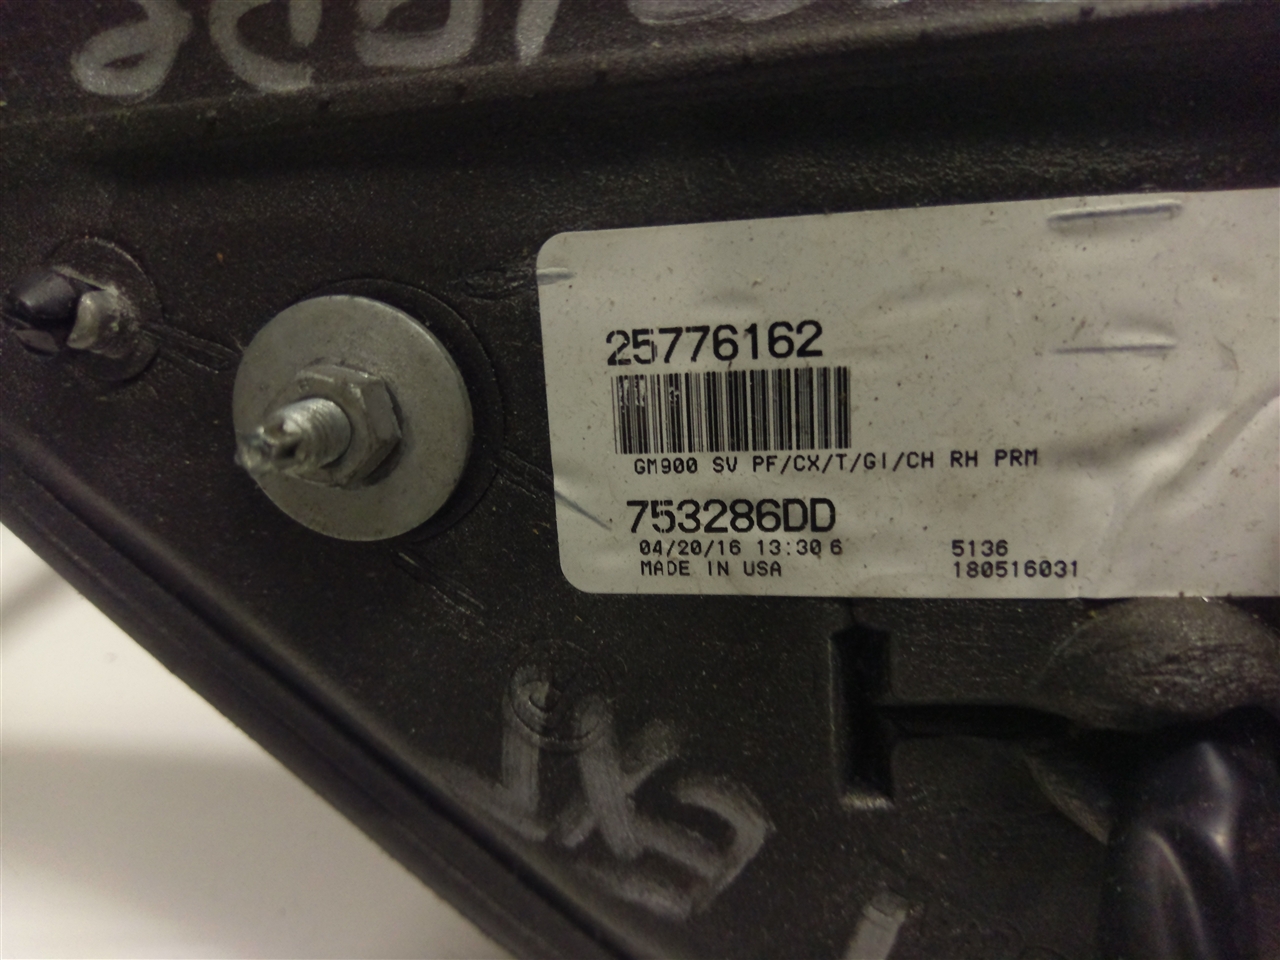 25776162
GM900 SV PF/CX/T/GI/CH RH PRM
753286DD
04/20/16 13:30 6 5136
MADE IN USA 180516031